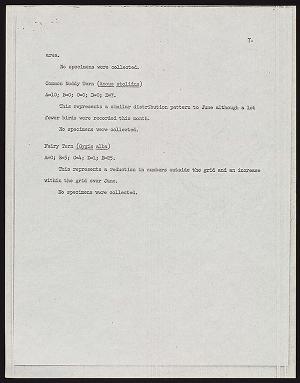 7.
area.
No specimens were collected.
Common Noddy Tern (Anous stolidus)
A=10; B=0; C=0; D=0; E=7.
This represents a similar distribution pattern to June although a lot
fewer birds were recorded this month.
No specimens were collected.
Fairy Tern (Gygis alba)
A=0; B=5; C=4; D=1; E=25.
This represents a reduction in numbers outside the grid and an increase
within the grid over June.
No specimens were collected.